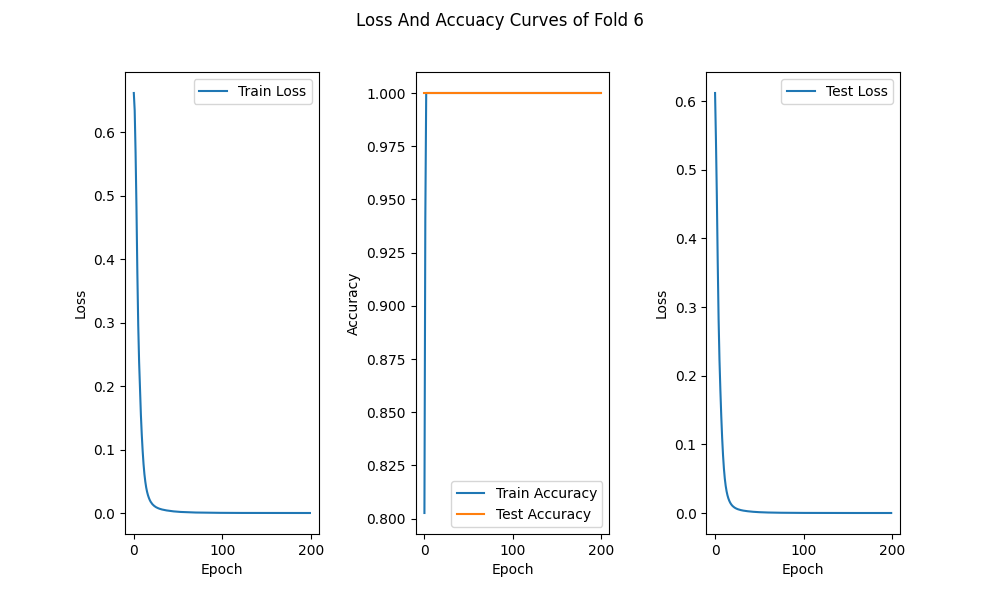 Loss And Accuacy Curves of Fold 6
Train Loss
0.6
0.5
0.4
0.3
0.2
0.1
0.0
Loss
0 100 200
Epoch
1.000
0.975
0.950
0.925
0.900
0.875
0.850
0.825
0.800
Accuracy
Train Accuracy
Test Accuracy
0 100 200
Epoch
Test Loss
0.6
0.5
0.4
0.3
0.2
0.1
0.0
Loss
0 100 200
Epoch